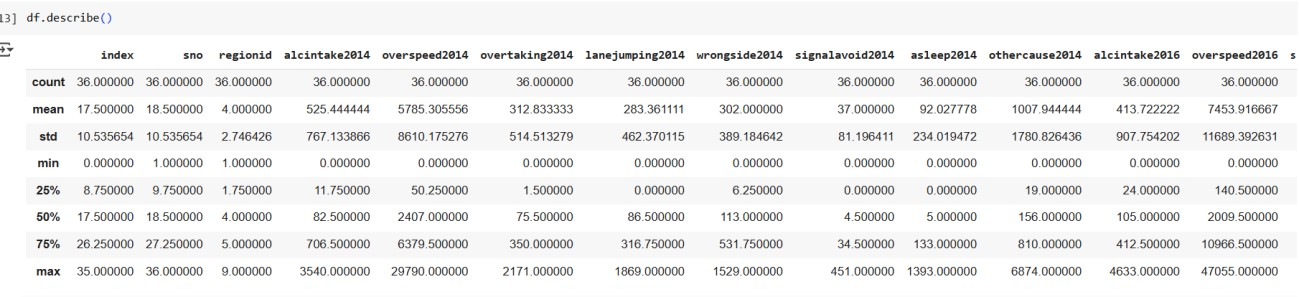 13] df.describe()
index sno regionid alcintake2014 overspeed2014 overtaking2014 lanejumping2014 wrongside2014 signalavoid2014 asleep2014 othercause2014 alcintake2016 overspeed2016 s
count 36.000000 36.000000 36.000000 36.000000 36.000000 36.000000 36.000000 36.000000 36.000000 36.000000 36.000000 36.000000 36.000000
mean 17.500000 18.500000 4.000000 525.444444 5785.305556 312.833333 283.361111 302.000000 37.000000 92.027778 1007.944444 413.722222 7453.916667
std 10.535654 10.535654 2.746426 767.133866 8610.175276 514.513279 462.370115 389.184642 81.196411 234.019472 1780.826436 907.754202 11689.392631
min 0.000000 1.000000 1.000000 0.000000 0.000000 0.000000 0.000000 0.000000 0.000000 0.000000 0.000000 0.000000 0.000000
25% 8.750000 9.750000 1.750000 11.750000 50.250000 1.500000 0.000000 6.250000 0.000000 0.000000 19.000000 24.000000 140.500000
50% 17.500000 18.500000 4.000000 82.500000 2407.000000 75.500000 86.500000 113.000000 4.500000 5.000000 156.000000 105.000000 2009.500000
75% 26.250000 27.250000 5.000000 706.500000 6379.500000 350.000000 316.750000 531.750000 34.500000 133.000000 810.000000 412.500000 10966.500000
max 35.000000 36.000000 9.000000 3540.000000 29790.000000 2171.000000 1869.000000 1529.000000 451.000000 1393.000000 6874.000000 4633.000000 47055.000000